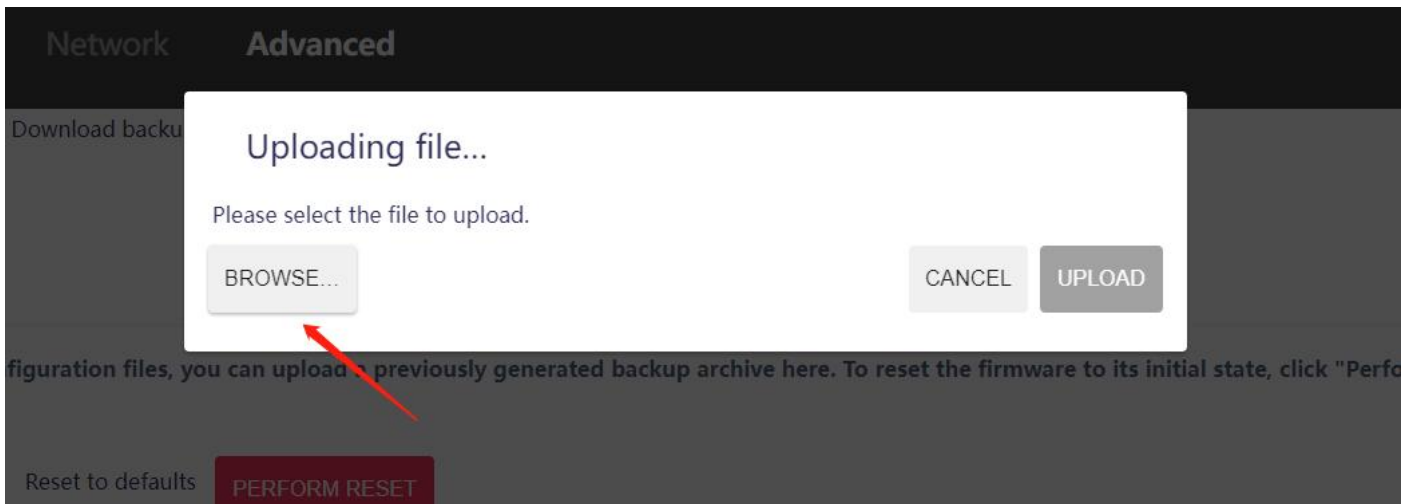 Network Advanced
Download backu
Uploading file...
Please select the file to upload.
BROWSE... CANCEL UPLOAD
figuration files, you can upload a previously generated backup archive here. To reset the firmware to its initial state, click "Perfo
Reset to defaults PERFORM RESET